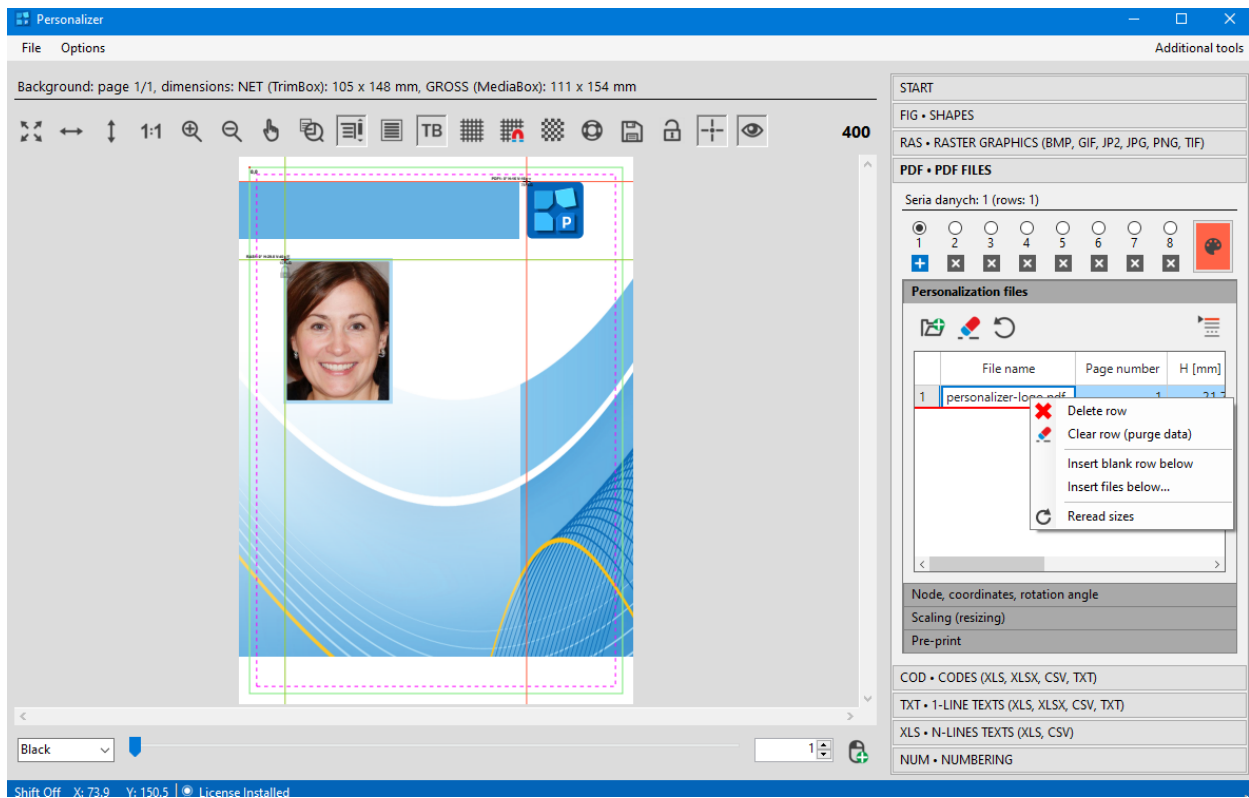 Personalizer
File Options Additional tools
Background: page 1/1, dimensions: NET (TrimBox): 105 x 148 mm, GROSS (MediaBox): 111 x 154 mm
1:1 TB 400
P
Black 1
START
FIG • SHAPES
RAS • RASTER GRAPHICS (BMP, GIF, JP2, JPG, PNG, TIF)
PDF • PDF FILES
Seria danych: 1 (rows: 1)
1 2 3 4 5 6 7 8
Personalization files
File name Page number H [mm]
1 personalizer-logo.pdf 1
Delete row
Clear row (purge data)
Insert blank row below
Insert files below...
Reread sizes
Node, coordinates, rotation angle
Scaling (resizing)
Pre-print
COD • CODES (XLS, XLSX, CSV, TXT)
TXT • 1-LINE TEXTS (XLS, XLSX, CSV, TXT)
XLS • N-LINES TEXTS (XLS, CSV)
NUM • NUMBERING
Shift Off X: 73,9 Y: 150,5 License Installed